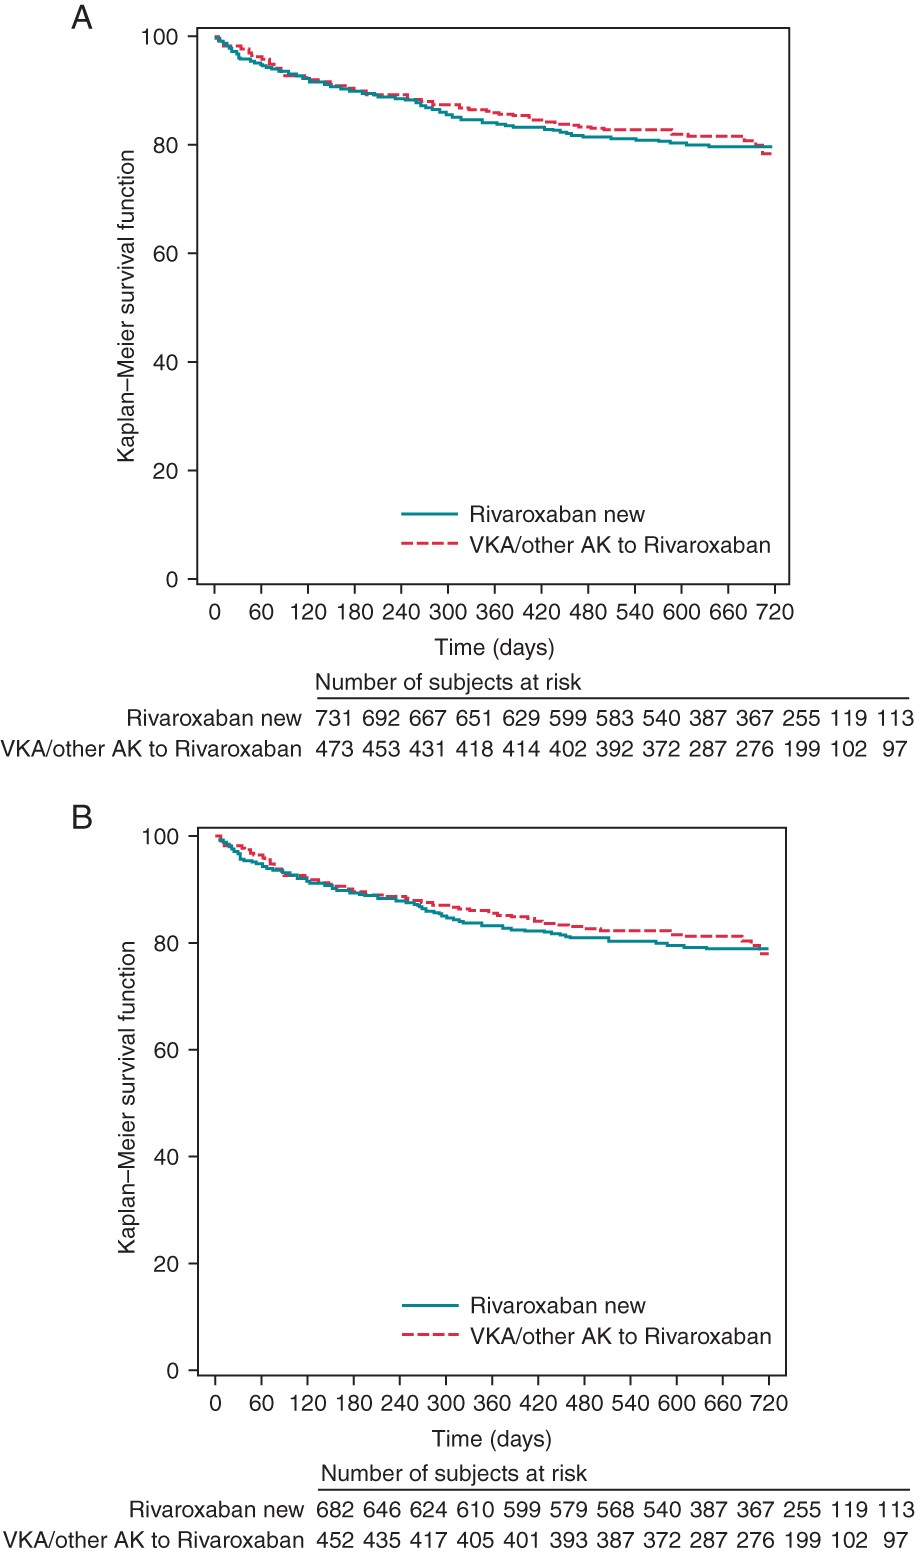 A
100
80
60
40
20
0
Kaplan–Meier survival function
Rivaroxaban new
VKA/other AK to Rivaroxaban
0 60 120 180 240 300 360 420 480 540 600 660 720
Time (days)
Number of subjects at risk
Rivaroxaban new 731 692 667 651 629 599 583 540 387 367 255 119 113
VKA/other AK to Rivaroxaban 473 453 431 418 414 402 392 372 287 276 199 102 97
B
100
80
60
40
20
0
Kaplan–Meier survival function
Rivaroxaban new
VKA/other AK to Rivaroxaban
0 60 120 180 240 300 360 420 480 540 600 660 720
Time (days)
Number of subjects at risk
Rivaroxaban new 682 646 624 610 599 579 568 540 387 367 255 119 113
VKA/other AK to Rivaroxaban 452 435 417 405 401 393 387 372 287 276 199 102 97